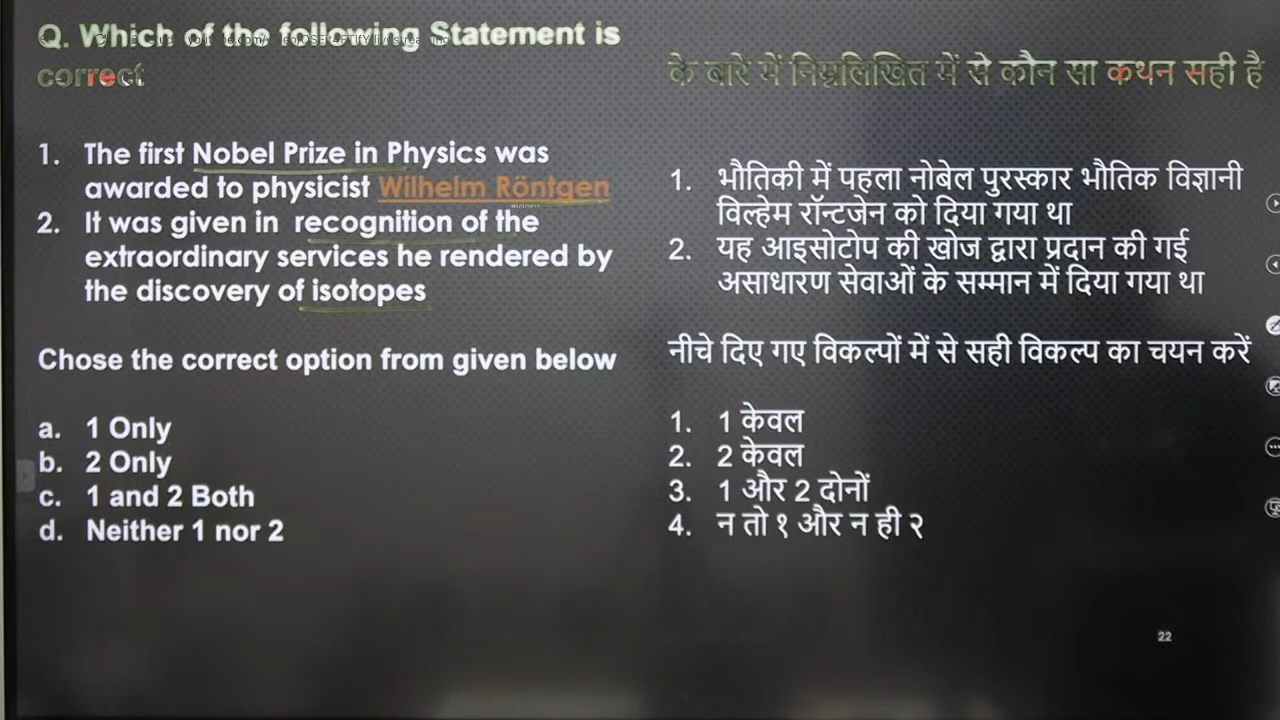 Q. Which of the following Statement is
correct
1. The first Nobel Prize in Physics was
awarded to physicist Wilhelm Röntgen
2. It was given in recognition of the
extraordinary services he rendered by
the discovery of isotopes
Chose the correct option from given below
a. 1 Only
b. 2 Only
c. 1 and 2 Both
d. Neither 1 nor 2
के बारे में निम्नलिखित में से कौन सा कथन सही है
1. भौतिकी में पहला नोबेल पुरस्कार भौतिक विज्ञानी
विल्हेम रॉन्टजेन को दिया गया था
2. यह आइसोटोप की खोज द्वारा प्रदान की गई
असाधारण सेवाओं के सम्मान में दिया गया था
नीचे दिए गए विकल्पों में से सही विकल्प का चयन करें
1. 1 केवल
2. 2 केवल
3. 1 और 2 दोनों
4. न तो १ और न ही २
22